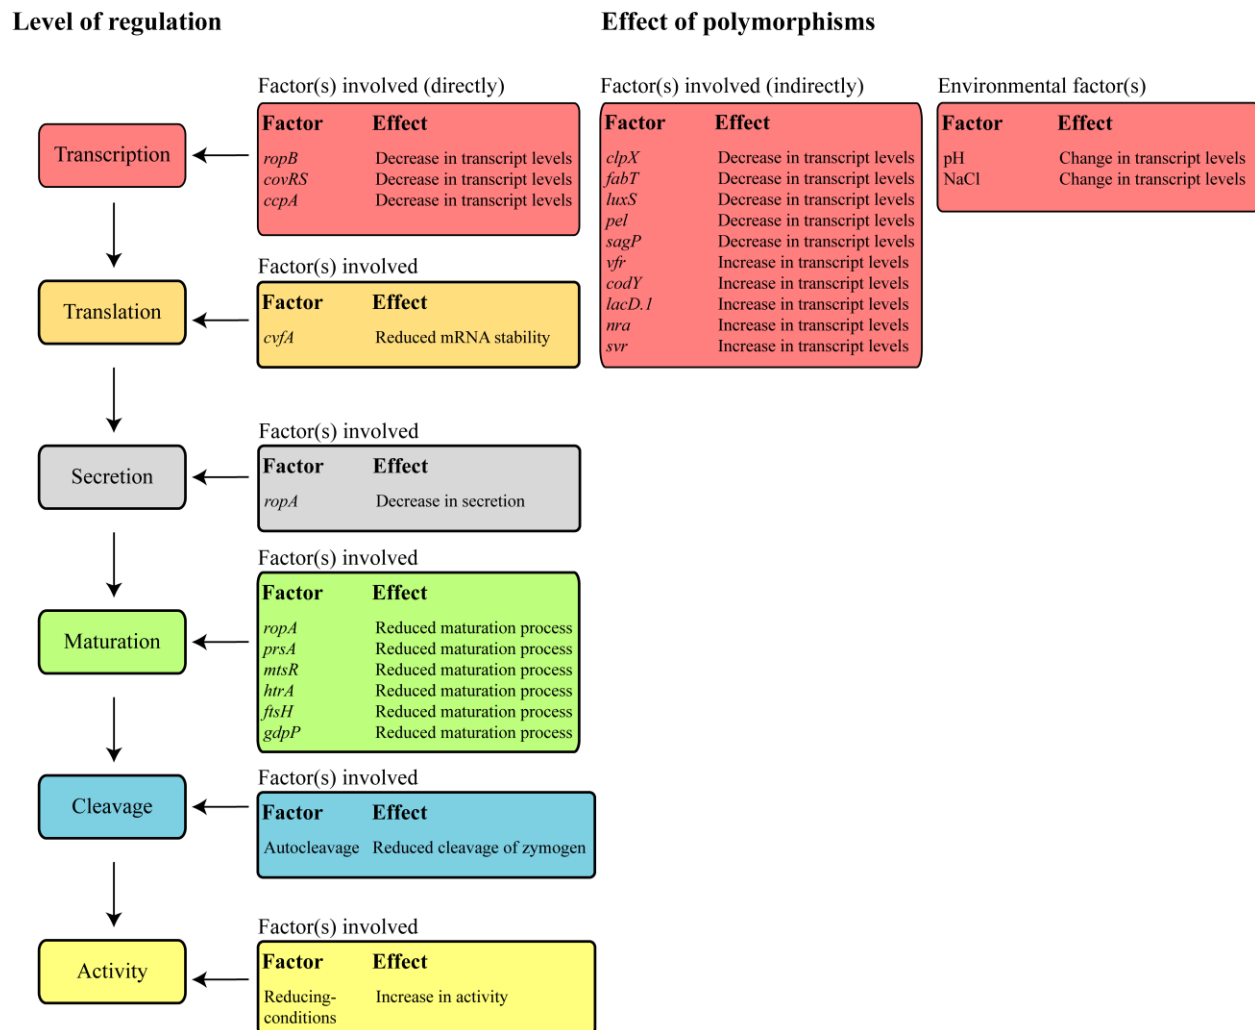 Level of regulation
Effect of polymorphisms
Factor(s) involved (directly)
Factor Effect
ropB Decrease in transcript levels
covRS Decrease in transcript levels
ccpA Decrease in transcript levels
Factor(s) involved (indirectly)
Factor Effect
clpX Decrease in transcript levels
fabT Decrease in transcript levels
luxS Decrease in transcript levels
pel Decrease in transcript levels
sagP Decrease in transcript levels
vfr Increase in transcript levels
codY Increase in transcript levels
lacD.1 Increase in transcript levels
nra Increase in transcript levels
svr Increase in transcript levels
Environmental factor(s)
Factor Effect
pH Change in transcript levels
NaCl Change in transcript levels
Transcription
Factor(s) involved
Factor Effect
cvfA Reduced mRNA stability
Translation
Factor(s) involved
Factor Effect
ropA Decrease in secretion
Secretion
Factor(s) involved
Factor Effect
ropA Reduced maturation process
prsA Reduced maturation process
mtsR Reduced maturation process
htrA Reduced maturation process
ftsH Reduced maturation process
gdpP Reduced maturation process
Maturation
Factor(s) involved
Factor Effect
Autocleavage Reduced cleavage of zymogen
Cleavage
Factor(s) involved
Factor Effect
Reducing- Increase in activity
conditions
Activity